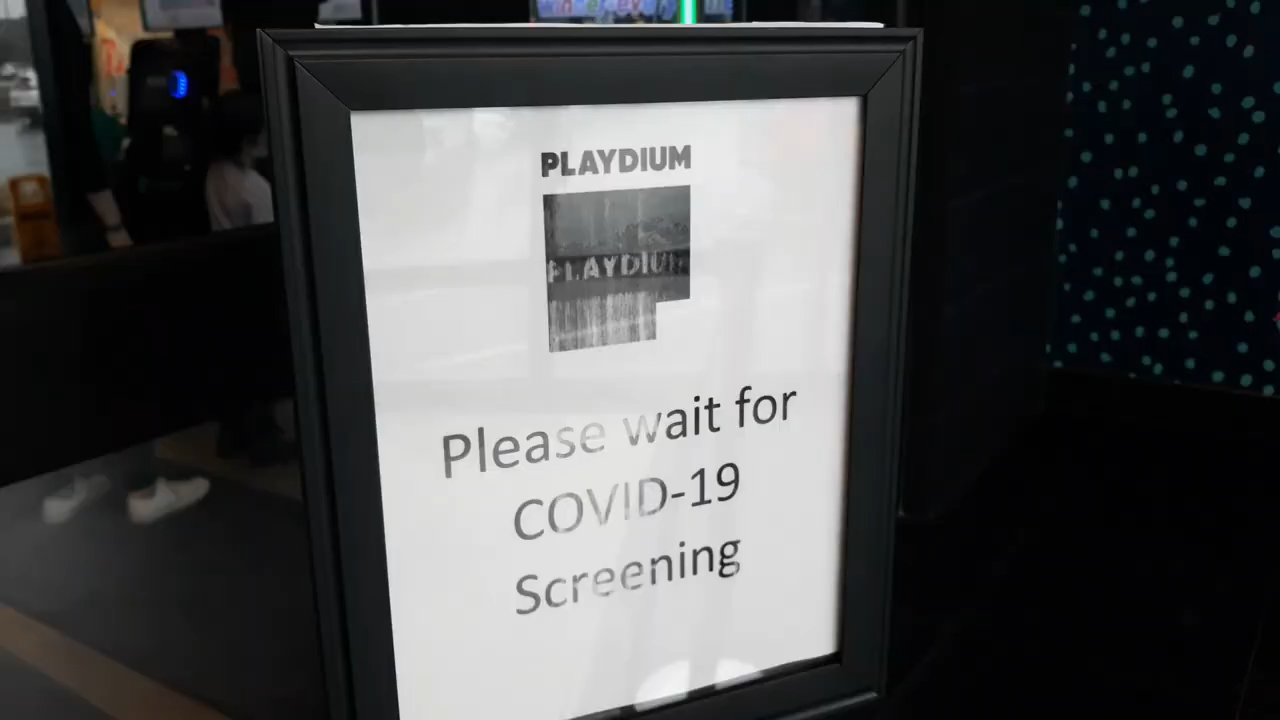 PLAYDIUM
PLAYDIUM
Please wait for
COVID-19
Screening